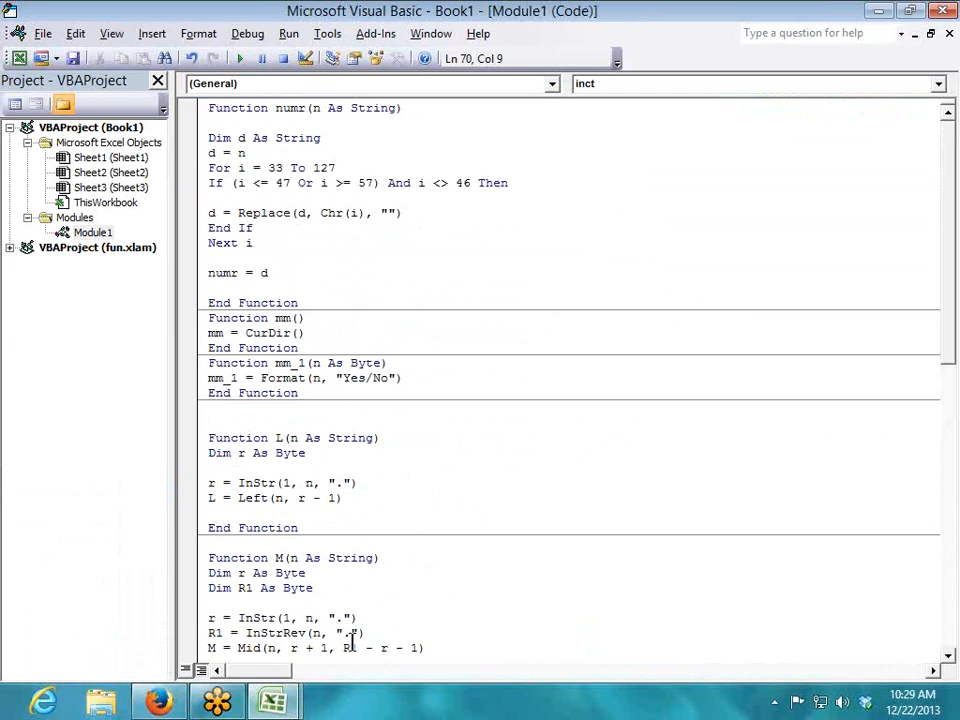 Microsoft Visual Basic - Book1 - [Module1 (Code)]
File Edit View Insert Format Debug Run Tools Add-Ins Window Help
Type a question for help
Ln 70, Col 9
Project - VBAProject
(General)
inct
VBAProject (Book1)
Microsoft Excel Objects
Sheet1 (Sheet1)
Sheet2 (Sheet2)
Sheet3 (Sheet3)
ThisWorkbook
Modules
Module1
VBAProject (fun.xlam)
Function numr(n As String)
Dim d As String
d = n
For i = 33 To 127
If (i <= 47 Or i >= 57) And i <> 46 Then
d = Replace(d, Chr(i), "")
End If
Next i
numr = d
End Function
Function mm()
mm = CurDir()
End Function
Function mm_1(n As Byte)
mm_1 = Format(n, "Yes/No")
End Function
Function L(n As String)
Dim r As Byte
r = InStr(1, n, ".")
L = Left(n, r - 1)
End Function
Function M(n As String)
Dim r As Byte
Dim R1 As Byte
r = InStr(1, n, ".")
R1 = InStrRev(n, ".")
M = Mid(n, r + 1, R1 - r - 1)
10:29 AM
12/22/2013